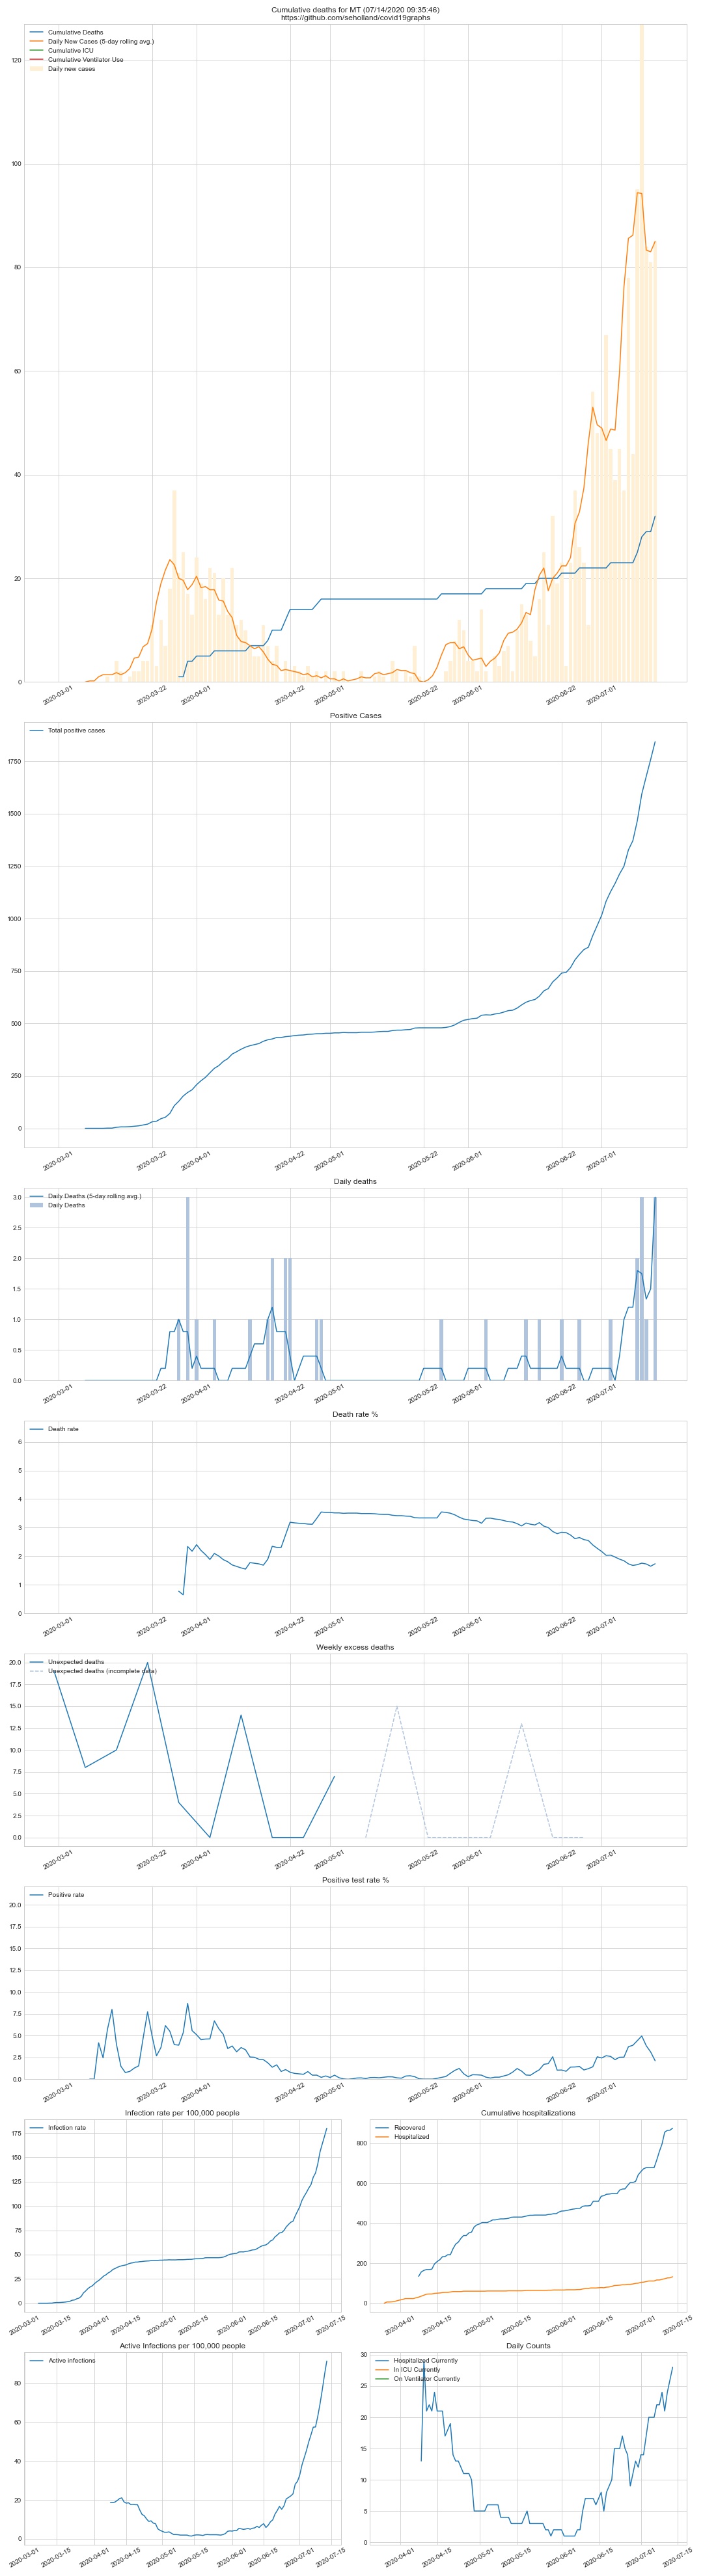 Cumulative deaths for MT (07/14/2020 09:35:46)
https://github.com/seholland/covid19graphs
Cumulative Deaths
Daily New Cases (5-day rolling avg.)
Cumulative ICU
Cumulative Ventilator Use
Daily new cases
120
100
80
60
40
20
0
2020-03-01 2020-03-22 2020-04-01 2020-04-22 2020-05-01 2020-05-22 2020-06-01 2020-06-22 2020-07-01
Positive Cases
Total positive cases
1750
1500
1250
1000
750
500
250
0
2020-03-01 2020-03-22 2020-04-01 2020-04-22 2020-05-01 2020-05-22 2020-06-01 2020-06-22 2020-07-01
Daily deaths
Daily Deaths (5-day rolling avg.)
Daily Deaths
3.0
2.5
2.0
1.5
1.0
0.5
0.0
2020-03-01 2020-03-22 2020-04-01 2020-04-22 2020-05-01 2020-05-22 2020-06-01 2020-06-22 2020-07-01
Death rate %
Death rate
6
5
4
3
2
1
0
2020-03-01 2020-03-22 2020-04-01 2020-04-22 2020-05-01 2020-05-22 2020-06-01 2020-06-22 2020-07-01
Weekly excess deaths
Unexpected deaths
Unexpected deaths (incomplete data)
20.0
17.5
15.0
12.5
10.0
7.5
5.0
2.5
0.0
2020-03-01 2020-03-22 2020-04-01 2020-04-22 2020-05-01 2020-05-22 2020-06-01 2020-06-22 2020-07-01
Positive test rate %
Positive rate
20.0
17.5
15.0
12.5
10.0
7.5
5.0
2.5
0.0
2020-03-01 2020-03-22 2020-04-01 2020-04-22 2020-05-01 2020-05-22 2020-06-01 2020-06-22 2020-07-01
Infection rate per 100,000 people
Infection rate
175
150
125
100
75
50
25
0
2020-03-01 2020-03-15 2020-04-01 2020-04-15 2020-05-01 2020-05-15 2020-06-01 2020-06-15 2020-07-01 2020-07-15
Cumulative hospitalizations
Recovered
Hospitalized
800
600
400
200
0
2020-04-01 2020-04-15 2020-05-01 2020-05-15 2020-06-01 2020-06-15 2020-07-01 2020-07-15
Active Infections per 100,000 people
Active infections
80
60
40
20
0
2020-03-01 2020-03-15 2020-04-01 2020-04-15 2020-05-01 2020-05-15 2020-06-01 2020-06-15 2020-07-01 2020-07-15
Daily Counts
Hospitalized Currently
In ICU Currently
On Ventilator Currently
30
25
20
15
10
5
0
2020-04-01 2020-04-15 2020-05-01 2020-05-15 2020-06-01 2020-06-15 2020-07-01 2020-07-15